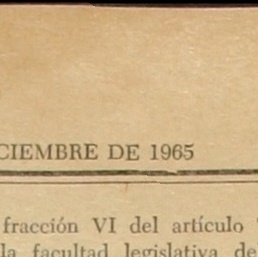 CIEMBRE DE 1965
fracción VI del artículo
la facultad legislativa de